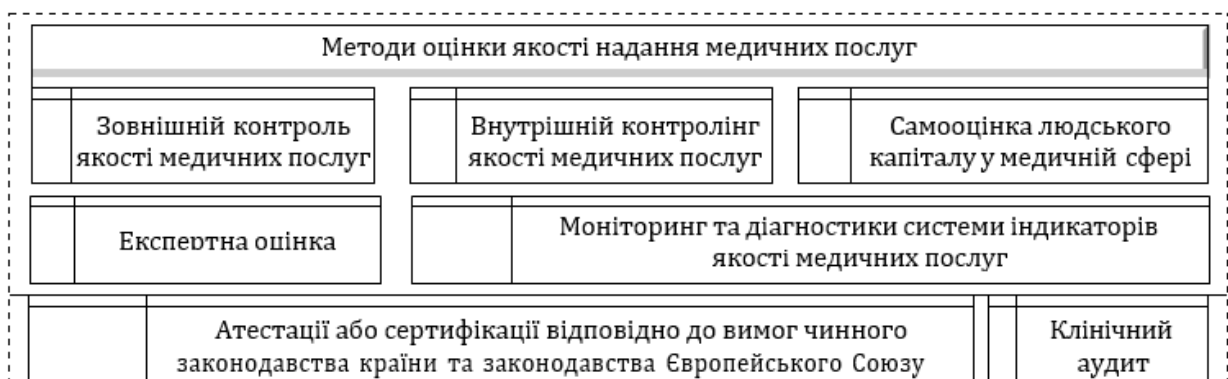 Методи оцінки якості надання медичних послуг
Зовнішній контроль
якості медичних послуг
Внутрішній контролінг
якості медичних послуг
Самооцінка людського
капіталу у медичній сфері
Експертна оцінка
Моніторинг та діагностики системи індикаторів
якості медичних послуг
Атестації або сертифікації відповідно до вимог чинного
законодавства країни та законодавства Європейського Союзу
Клінічний
аудит